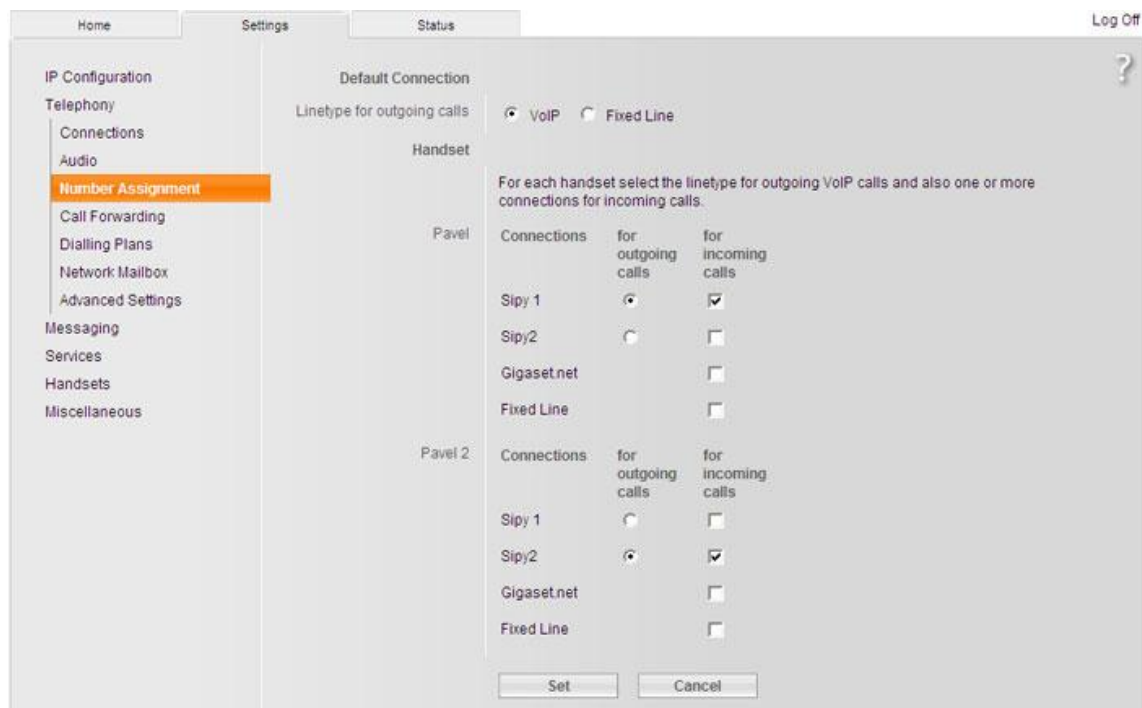 Home Settings Status Log Off
?
IP Configuration
Telephony
Connections
Audio
Number Assignment
Call Forwarding
Dialling Plans
Network Mailbox
Advanced Settings
Messaging
Services
Handsets
Miscellaneous
Default Connection
Linetype for outgoing calls VoIP Fixed Line
Handset
For each handset select the linetype for outgoing VoIP calls and also one or more
connections for incoming calls.
Pavel Connections for for
outgoing incoming
calls calls
Sipy 1
Sipy2
Gigaset.net
Fixed Line
Pavel 2 Connections for for
outgoing incoming
calls calls
Sipy 1
Sipy2
Gigaset.net
Fixed Line
Set Cancel